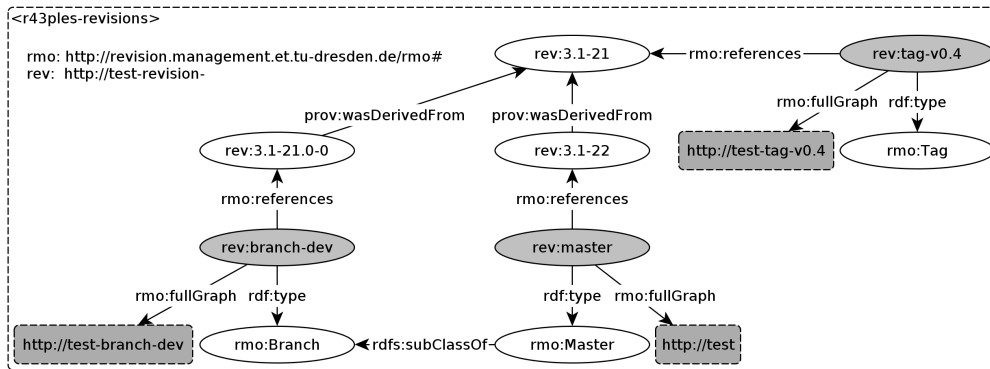 <r43ples-revisions>
rmo: http://revision.management.et.tu-dresden.de/rmo#
rev: http://test-revision-
rev:3.1-21
rmo:references
rev:tag-v0.4
rmo:fullGraph
rdf:type
prov:wasDerivedFrom
prov:wasDerivedFrom
rev:3.1-21.0-0
rev:3.1-22
http://test-tag-v0.4
rmo:Tag
rmo:references
rmo:references
rev:branch-dev
rev:master
rmo:fullGraph
rdf:type
rdf:type
rmo:fullGraph
http://test-branch-dev
rmo:Branch
rdfs:subClassOf
rmo:Master
http://test